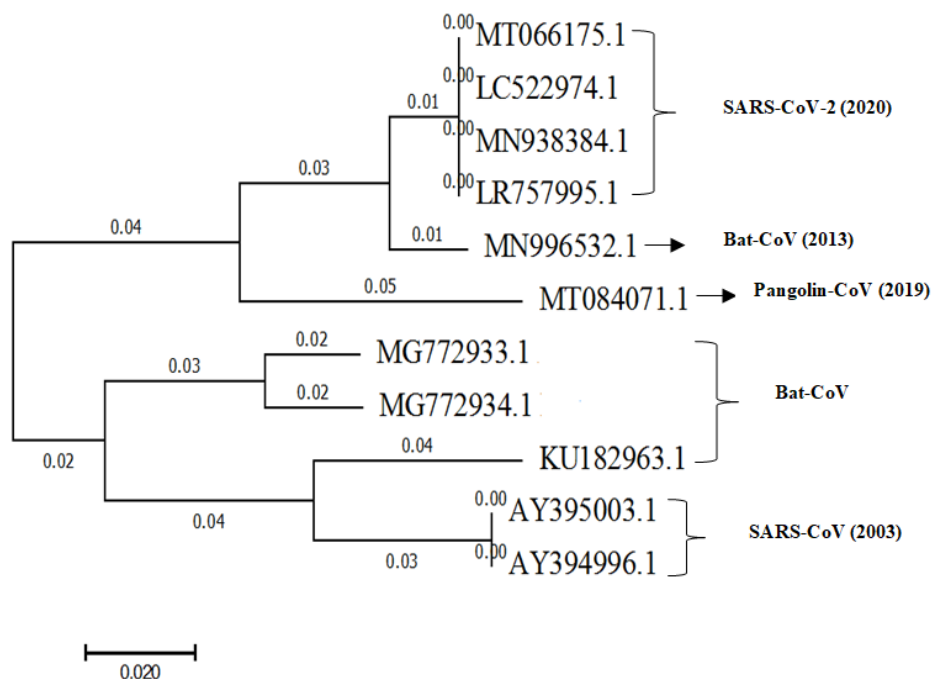 0.00
MT066175.1
0.00
LC522974.1
0.01
SARS-CoV-2 (2020)
0.00
MN938384.1
0.03
0.00
LR757995.1
0.04
0.01
MN996532.1
Bat-CoV (2013)
0.05
MT084071.1
Pangolin-CoV (2019)
0.02
MG772933.1
0.03
0.02
MG772934.1
Bat-CoV
0.02
0.04
KU182963.1
0.04
0.00
AY395003.1
SARS-CoV (2003)
0.03
0.00
AY394996.1
0.020